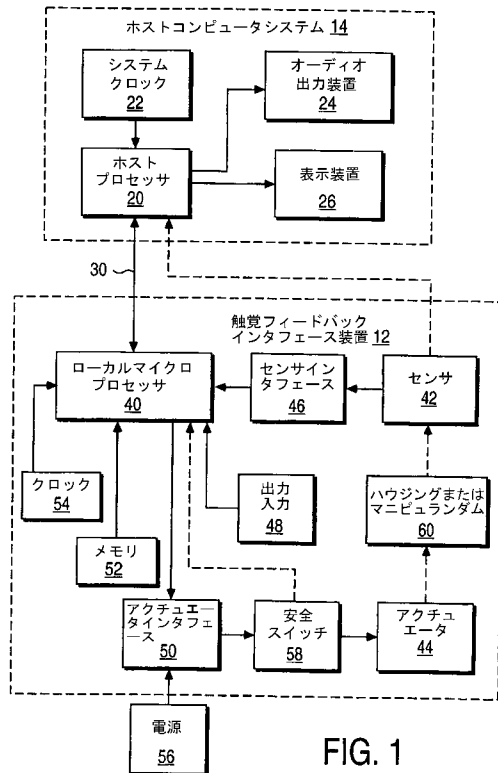 ホストコンピュータシステム 14
システム
クロック
22
オーディオ
出力装置
24
ホスト
プロセッサ
20
表示装置
26
30
触覚フィードバック
インタフェース装置 12
ローカルマイクロ
プロセッサ
40
センサイン
タフェース
46
センサ
42
クロック
54
メモリ
52
出力
入力
48
ハウジングまたは
マニピュランダム
60
アクチュエー
タインタフェ
ース
50
安全
スイッチ
58
アクチュ
エータ
44
電源
56
FIG. 1